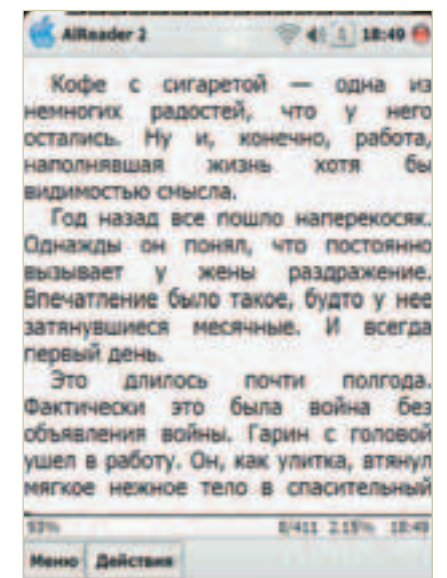 AlReader 2 18:49
Кофе с сигаретой — одна из
немногих радостей, что у него
остались. Ну и, конечно, работа,
наполнявшая жизнь хотя бы
видимостью смысла.
Год назад все пошло наперекосяк.
Однажды он понял, что постоянно
вызывает у жены раздражение.
Впечатление было такое, будто у нее
затянувшиеся месячные. И всегда
первый день.
Это длилось почти полгода.
Фактически это была война без
объявления войны. Гарин с головой
ушел в работу. Он, как улитка, втянул
мягкое нежное тело в спасительный
93% 8/411 2.15% 18:49
Меню Действия